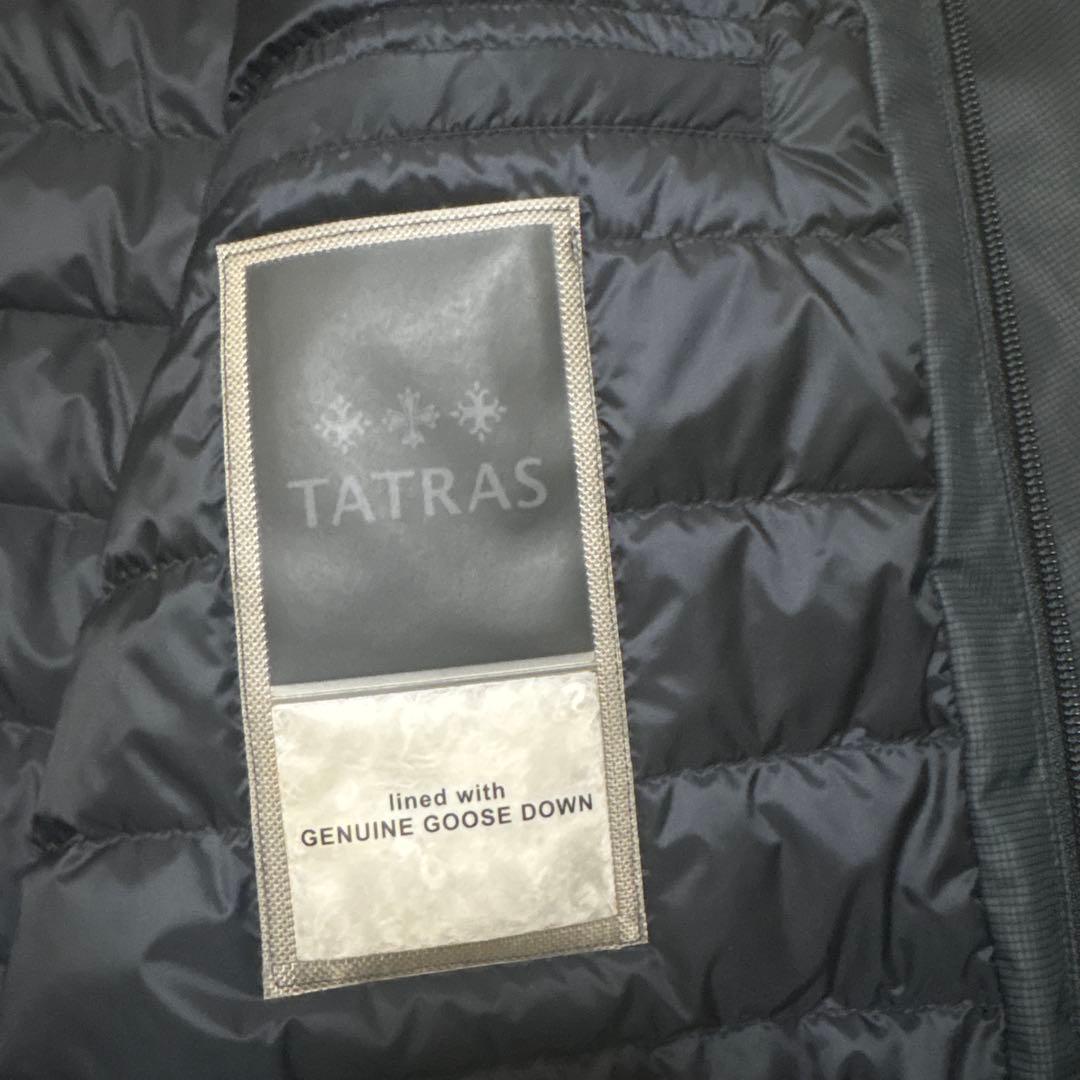 TATRAS
lined with
GENUINE GOOSE DOWN